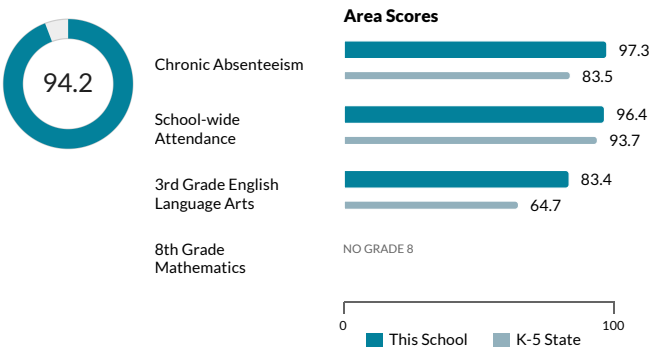 Area Scores
94.2
Chronic Absenteeism
97.3
83.5
School-wide
Attendance
96.4
93.7
3rd Grade English
Language Arts
83.4
64.7
8th Grade
Mathematics
NO GRADE 8
0
100
This School
K-5 State